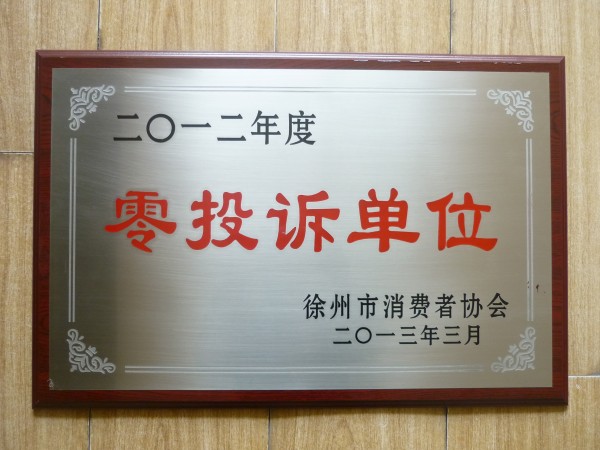 二〇一二年度
零投诉单位
徐州市消费者协会
二〇一三年三月